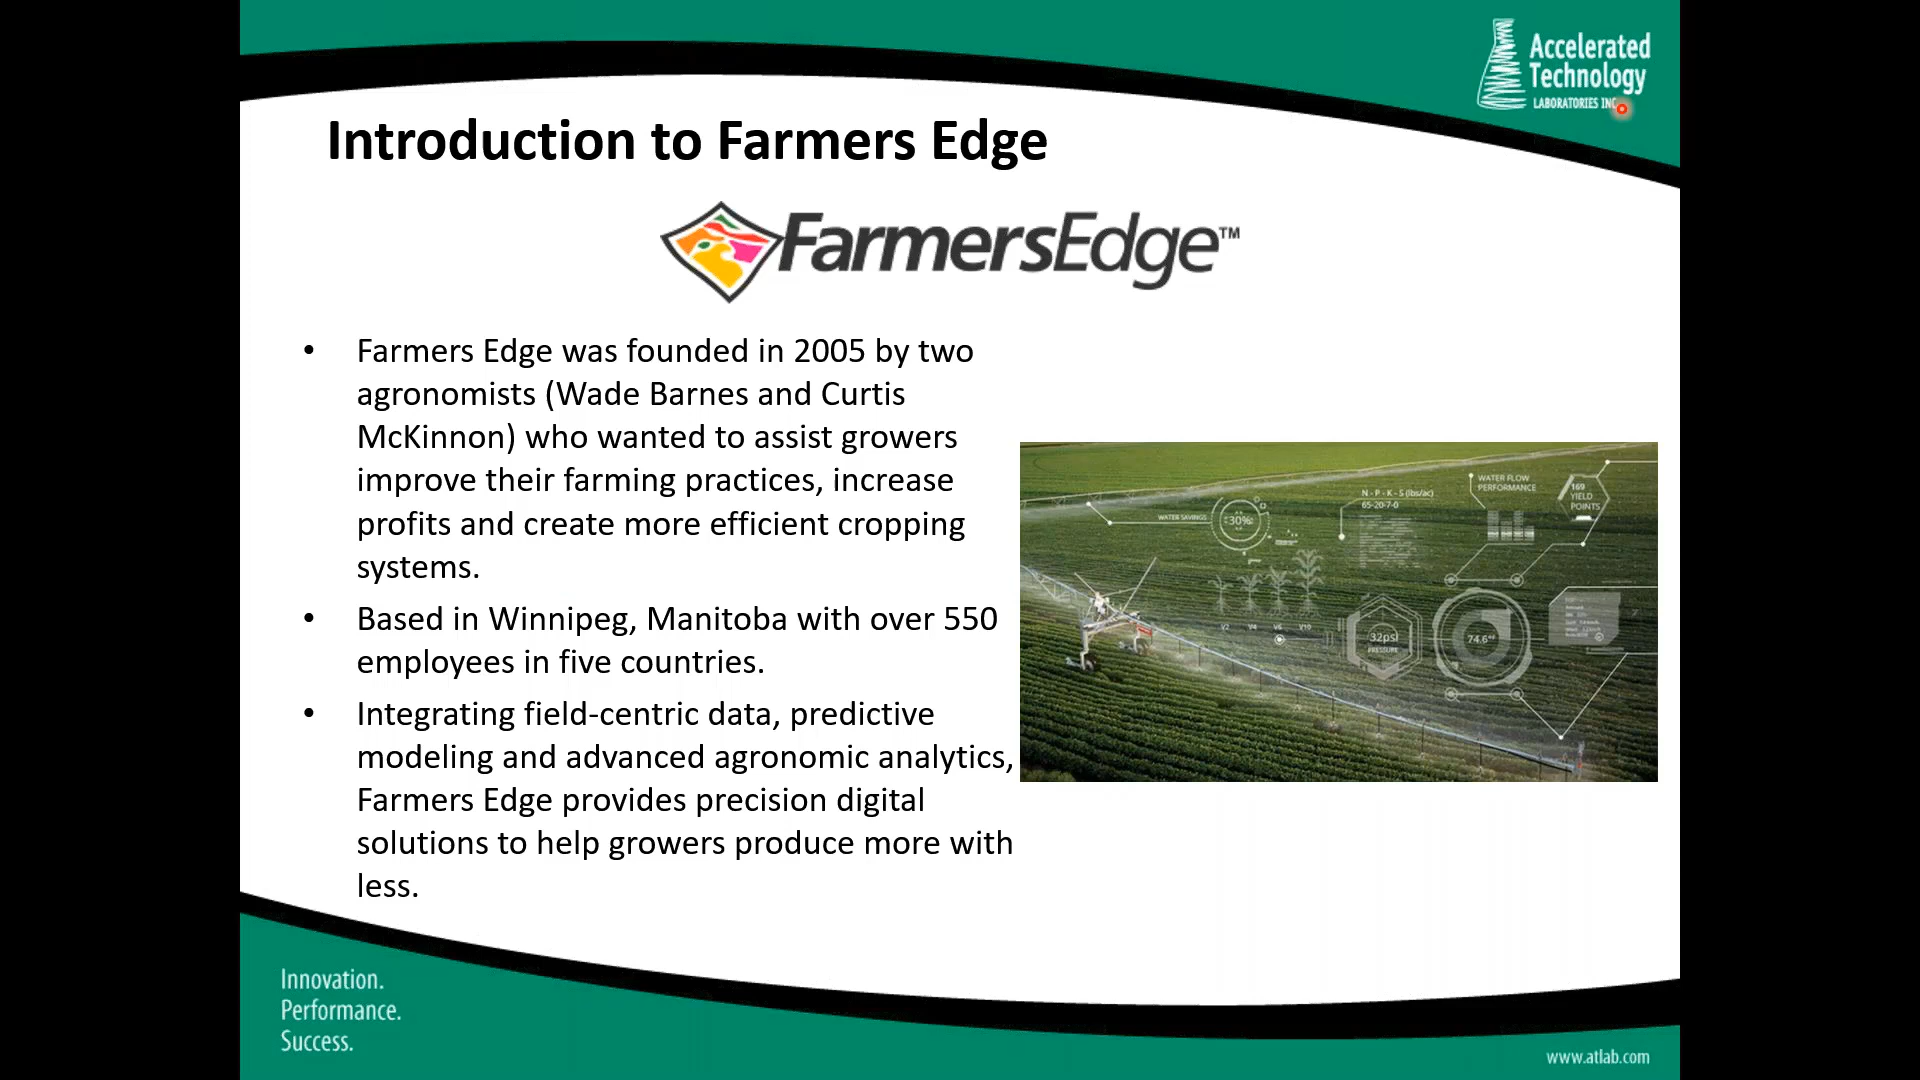 Accelerated
Technology
LABORATORIES INC.
Introduction to Farmers Edge
FarmersEdge™
• Farmers Edge was founded in 2005 by two
agronomists (Wade Barnes and Curtis
McKinnon) who wanted to assist growers
improve their farming practices, increase
profits and create more efficient cropping
systems.
• Based in Winnipeg, Manitoba with over 550
employees in five countries.
• Integrating field-centric data, predictive
modeling and advanced agronomic analytics,
Farmers Edge provides precision digital
solutions to help growers produce more with
less.
WATER SAVINGS
30%
N - P - K - S (lbs/ac)
65-20-7-0
WATER FLOW
PERFORMANCE
169
YIELD
POINTS
V2 V4 V6 V10
32psi
PRESSURE
74.6
Innovation.
Performance.
Success.
www.atlab.com